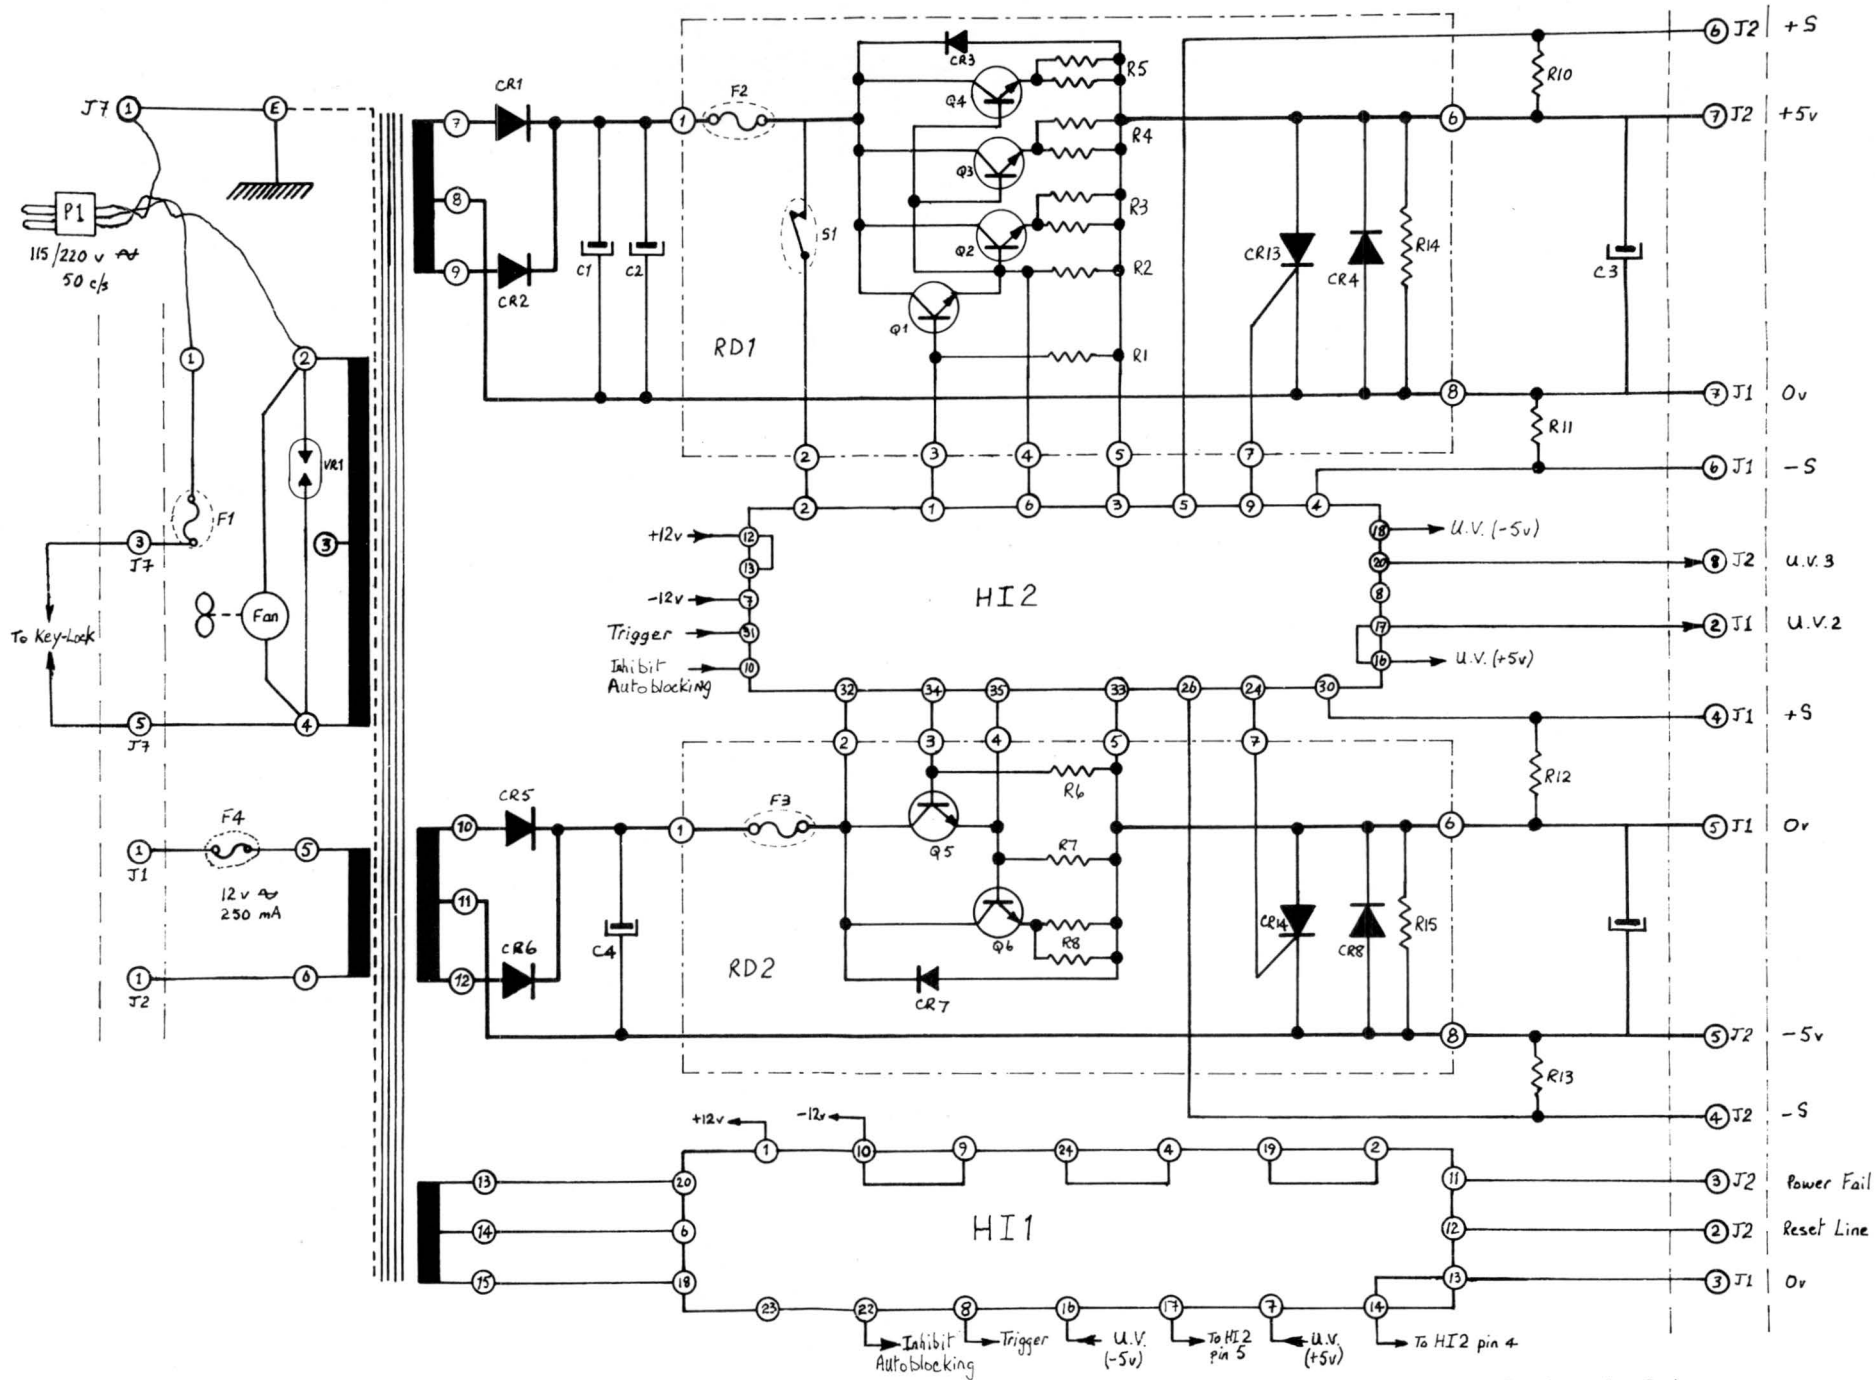 6 J2 +S
R10
CR3
R5
CR1
F2
Q4
J7 1 E
7 1 6 7 J2 +5v
R4
Q3
8
R3
P1
S1
R14
Q2
115/220 v
50 c/s
CR13
CR4
C3
9 C1 C2
R2
CR2
Q1
RD1
R1
1 2
8 7 J1 Ov
R11
VR1
2 3 4 5 7
6 J1 -S
F1
2 1 6 3 5 9 4
+12v 12 18 U.V. (-5v)
3
J7
3
13 20 8 J2 U.V.3
-12v 7 HI2 8
Fan
To Key-Lock
Trigger 31 17 2 J1 U.V.2
Inhibit
Autoblocking
10 16 U.V. (+5v)
32 34 35 33 26 24 30
5
J7
4
4 J1 +S
2 3 4 5 7
R12
CR5
F3
R6
10 1 6 5 J1 Ov
F4
Q5
R7
1
J1
5
12v
250 mA
11
CR14
CR8
R15
CR6
C4
Q6
R8
RD2
1
J2
6
12
CR7
8 5 J2 -5v
R13
4 J2 -S
+12v -12v
1 10 9 24 4 19 2
13 20 11 3 J2 Power Fail
14 6 HI1 12 2 J2 Reset Line
15 18 13 3 J1 Ov
23 22 8 16 17 7 14
Inhibit
Autoblocking
Trigger
U.V.
(-5v)
To HI2
pin 5
U.V.
(+5v)
To HI2 pin 4